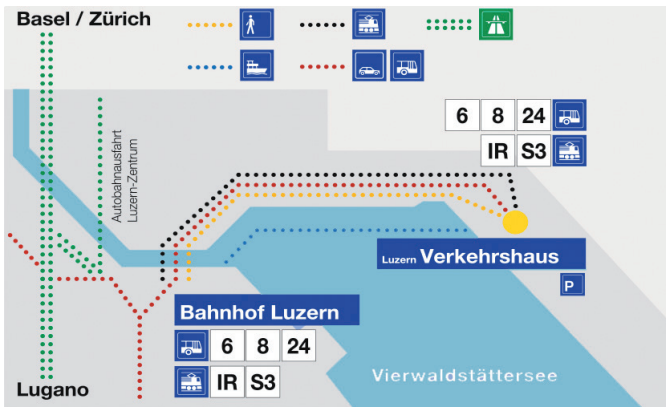 Basel / Zürich
6 8 24
IR S3
Autobahnausfahrt
Luzern-Zentrum
Luzern Verkehrshaus
P
Bahnhof Luzern
6 8 24
IR S3
Lugano
Vierwaldstättersee